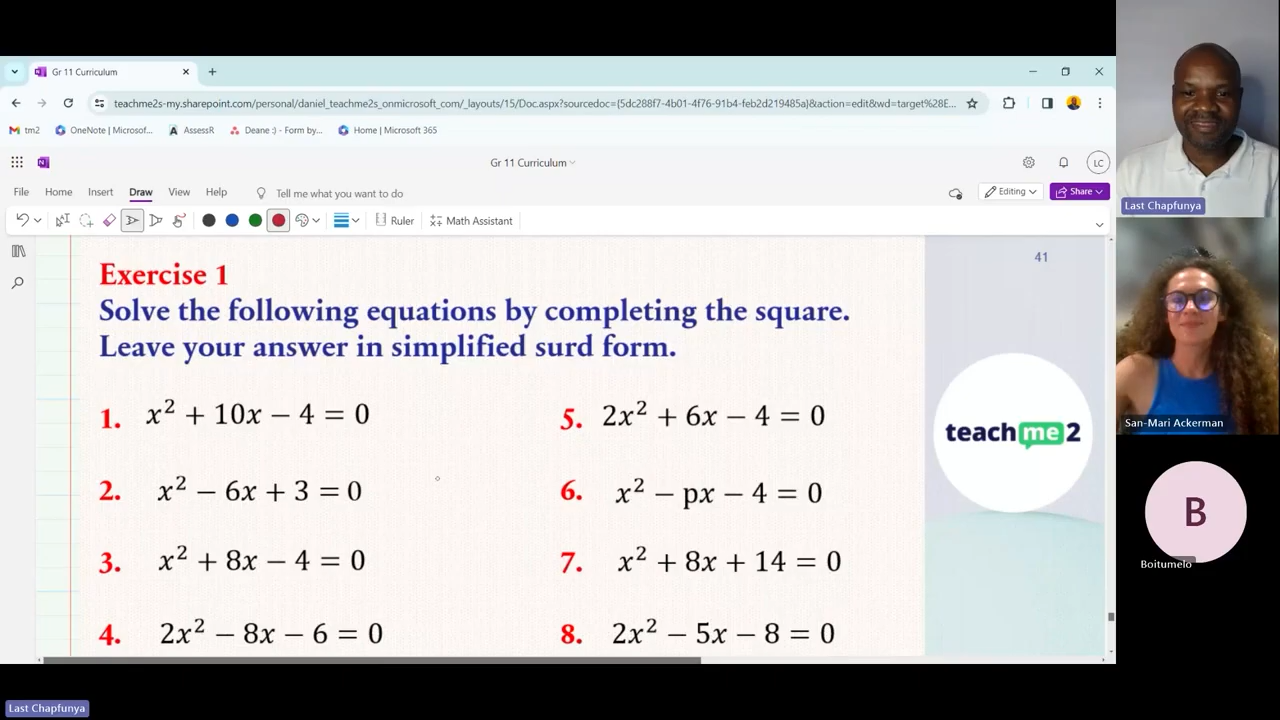 Gr 11 Curriculum
teachme2s-my.sharepoint.com/personal/daniel_teachme2s_onmicrosoft_com/_layouts/15/Doc.aspx?sourcedoc={5dc288f7-4b01-4f76-91b4-feb2d219485a}&action=edit&wd=target%28E...
tm2 OneNote | Microsof... AssessR Deane :) - Form by... Home | Microsoft 365
Gr 11 Curriculum LC
File Home Insert Draw View Help Tell me what you want to do Editing Share
Ruler Math Assistant
41
Exercise 1
Solve the following equations by completing the square.
Leave your answer in simplified surd form.
1. x² + 10x − 4 = 0
2. x² − 6x + 3 = 0
3. x² + 8x − 4 = 0
4. 2x² − 8x − 6 = 0
5. 2x² + 6x − 4 = 0
6. x² − px − 4 = 0
7. x² + 8x + 14 = 0
8. 2x² − 5x − 8 = 0
teach me 2
Last Chapfunya
San-Mari Ackerman
B
Boitumelo
Last Chapfunya